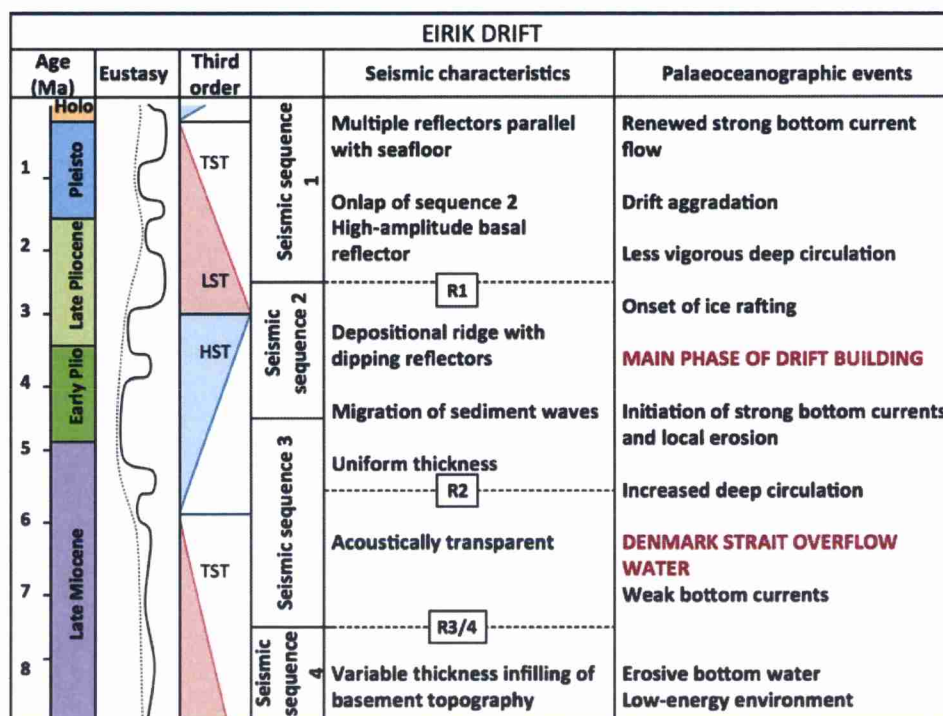 EIRIK DRIFT
Age
(Ma)
Eustasy
Third
order
Seismic characteristics
Palaeoceanographic events
Holo
Pleisto
Late Pliocene
Early Plio
Late Miocene
1
2
3
4
5
6
7
8
TST
LST
HST
TST
Seismic sequence
1
Seismic
sequence 2
Seismic sequence 3
Seismic
sequence
4
Multiple reflectors parallel
with seafloor
Onlap of sequence 2
High-amplitude basal
reflector
R1
Depositional ridge with
dipping reflectors
Migration of sediment waves
Uniform thickness
R2
Acoustically transparent
R3/4
Variable thickness infilling of
basement topography
Renewed strong bottom current
flow
Drift aggradation
Less vigorous deep circulation
Onset of ice rafting
MAIN PHASE OF DRIFT BUILDING
Initiation of strong bottom currents
and local erosion
Increased deep circulation
DENMARK STRAIT OVERFLOW
WATER
Weak bottom currents
Erosive bottom water
Low-energy environment